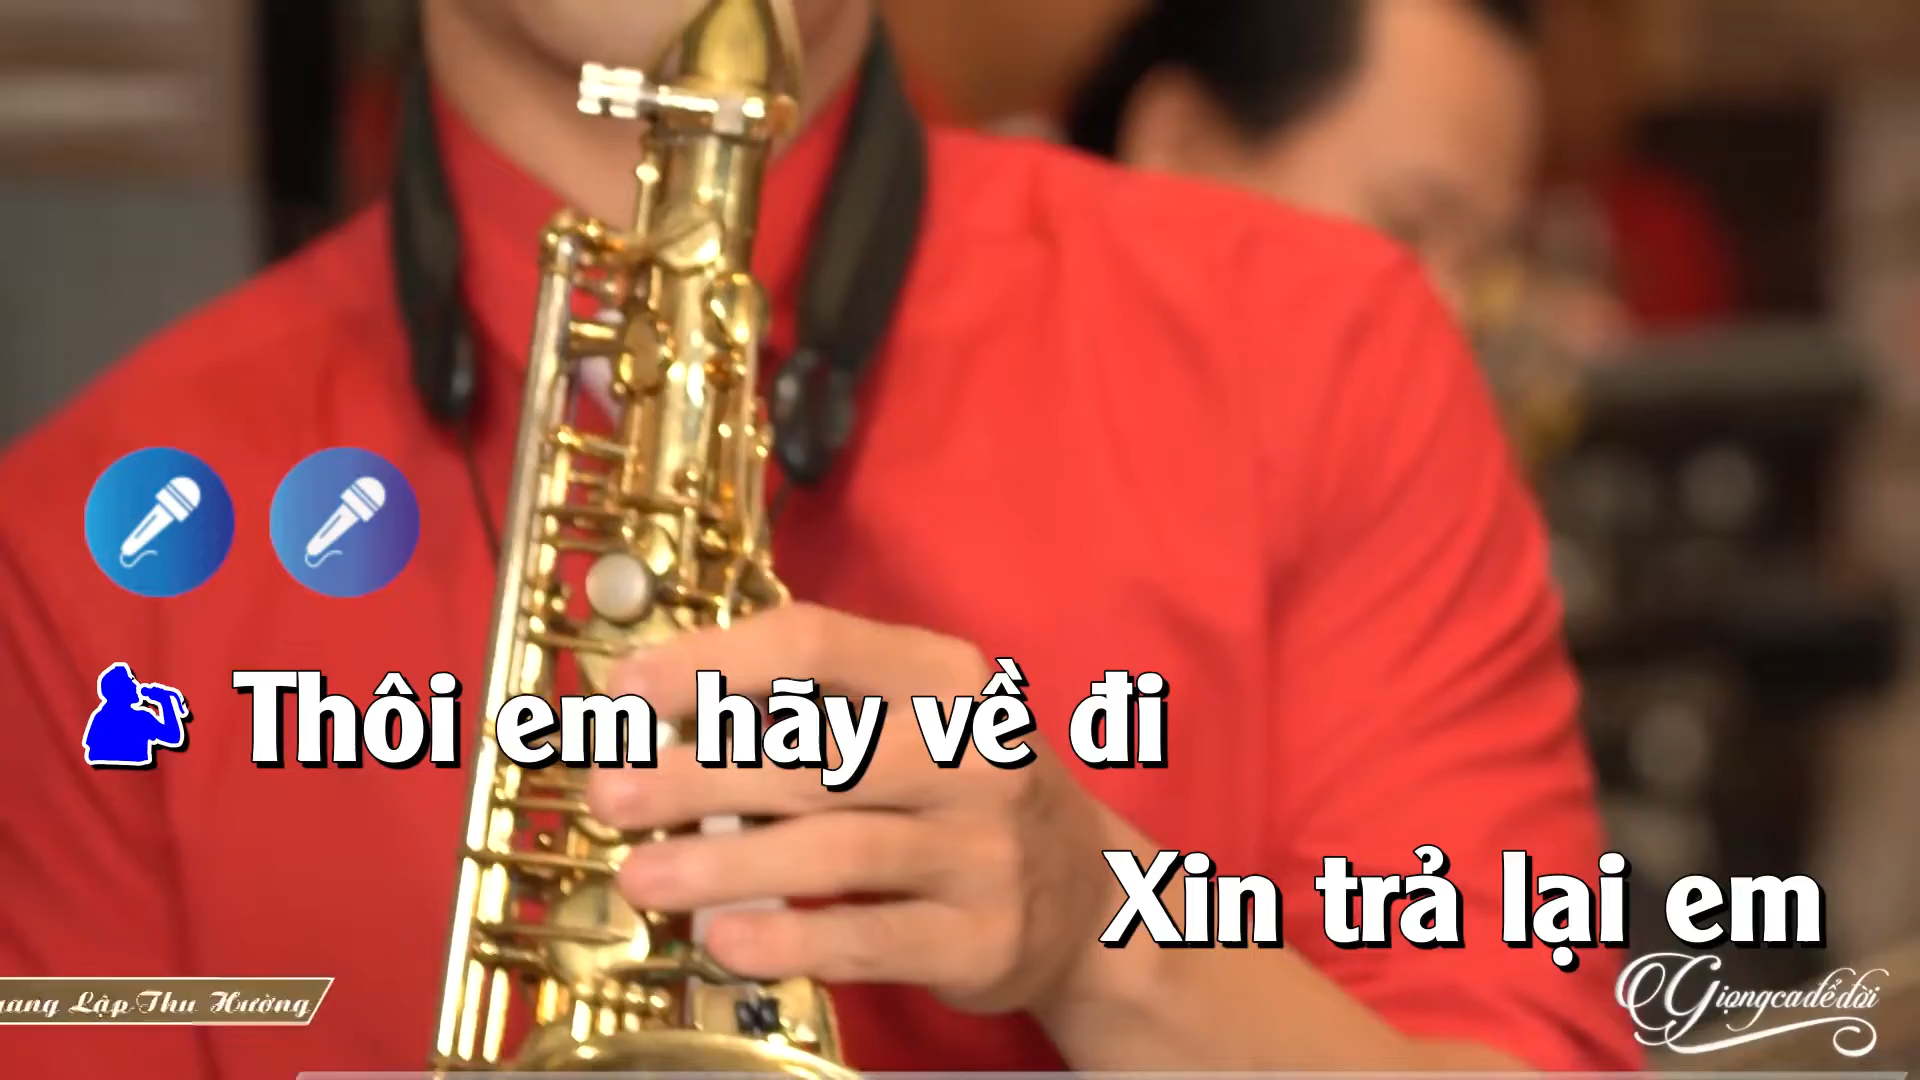 Thôi em hãy về đi
Xin trả lại em
Lập-Thu Hường
Giọngcađểđời